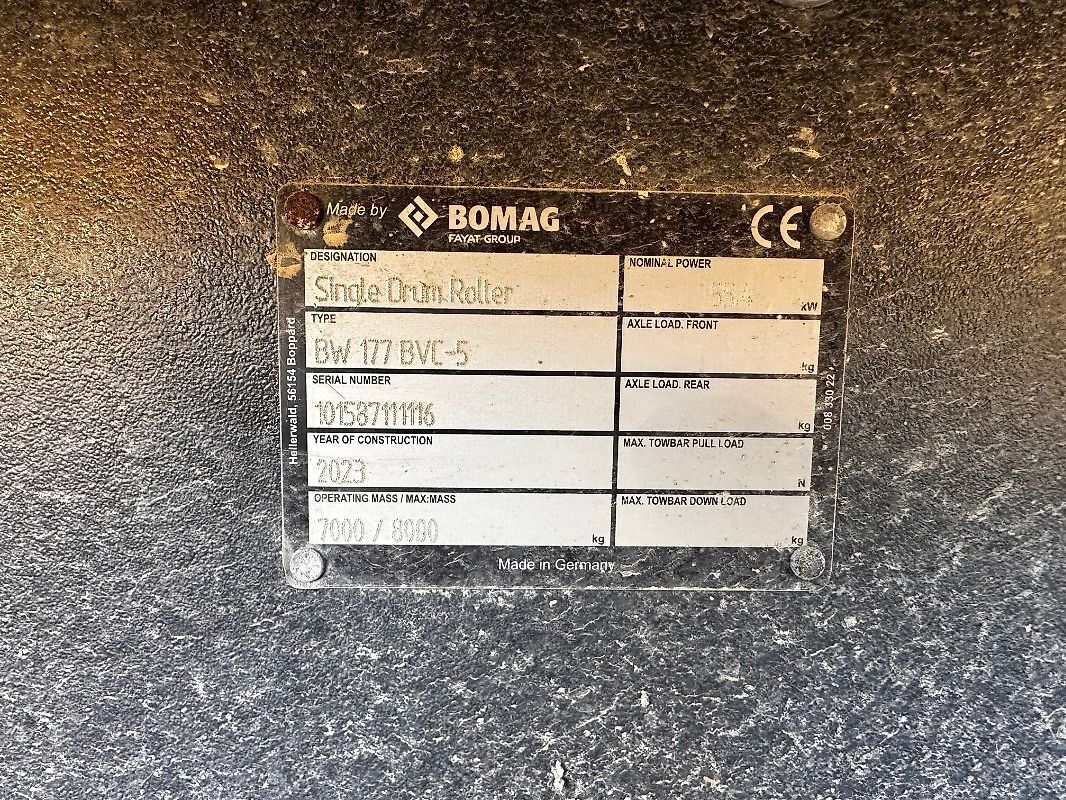 Made by BOMAG
FAYAT GROUP
CE
DESIGNATION
Single Drum Roller
NOMINAL POWER
kW
TYPE
BW 177 BVC-5
AXLE LOAD. FRONT
kg
SERIAL NUMBER
101587111116
AXLE LOAD. REAR
kg
YEAR OF CONSTRUCTION
2023
MAX. TOWBAR PULL LOAD
N
OPERATING MASS / MAX:MASS
7000 / 8000 kg
MAX. TOWBAR DOWN LOAD
kg
Made in Germany
Hellerwald, 56154 Boppard